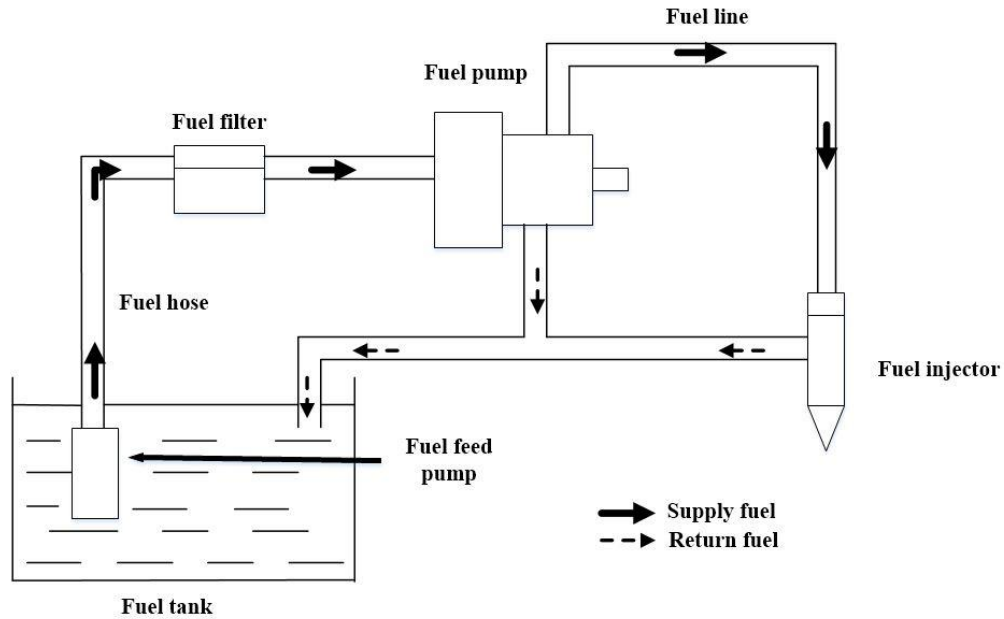 Fuel line
Fuel pump
Fuel filter
Fuel hose
Fuel injector
Fuel feed
pump
Supply fuel
Return fuel
Fuel tank